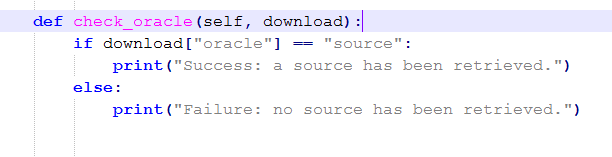 def check_oracle(self, download):
if download["oracle"] == "source":
print("Success: a source has been retrieved.")
else:
print("Failure: no source has been retrieved.")